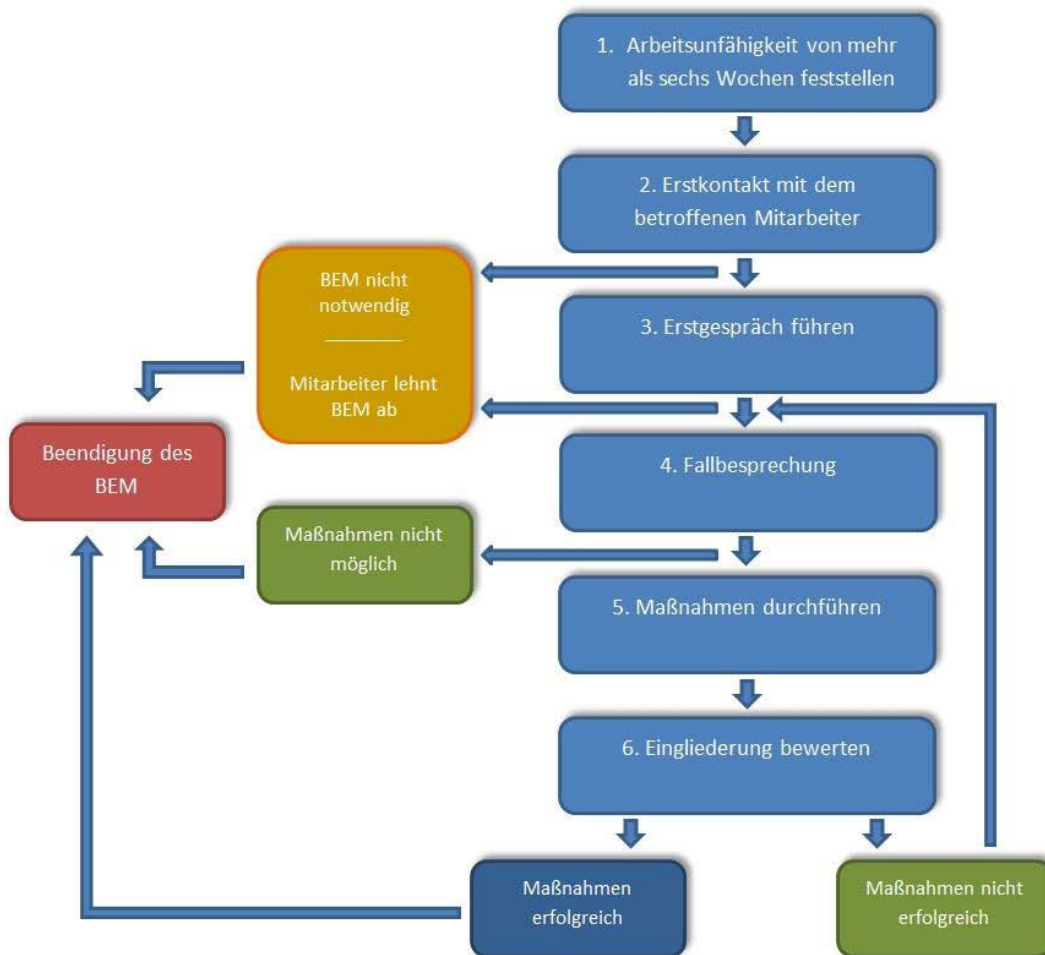 1. Arbeitsunfähigkeit von mehr
als sechs Wochen feststellen
2. Erstkontakt mit dem
betroffenen Mitarbeiter
BEM nicht
notwendig
Mitarbeiter lehnt
BEM ab
3. Erstgespräch führen
Beendigung des
BEM
4. Fallbesprechung
Maßnahmen nicht
möglich
5. Maßnahmen durchführen
6. Eingliederung bewerten
Maßnahmen
erfolgreich
Maßnahmen nicht
erfolgreich